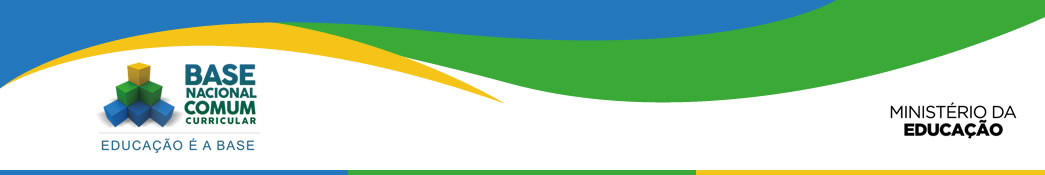 BASE
NACIONAL
COMUM
CURRICULAR
EDUCAÇÃO É A BASE
MINISTÉRIO DA
EDUCAÇÃO